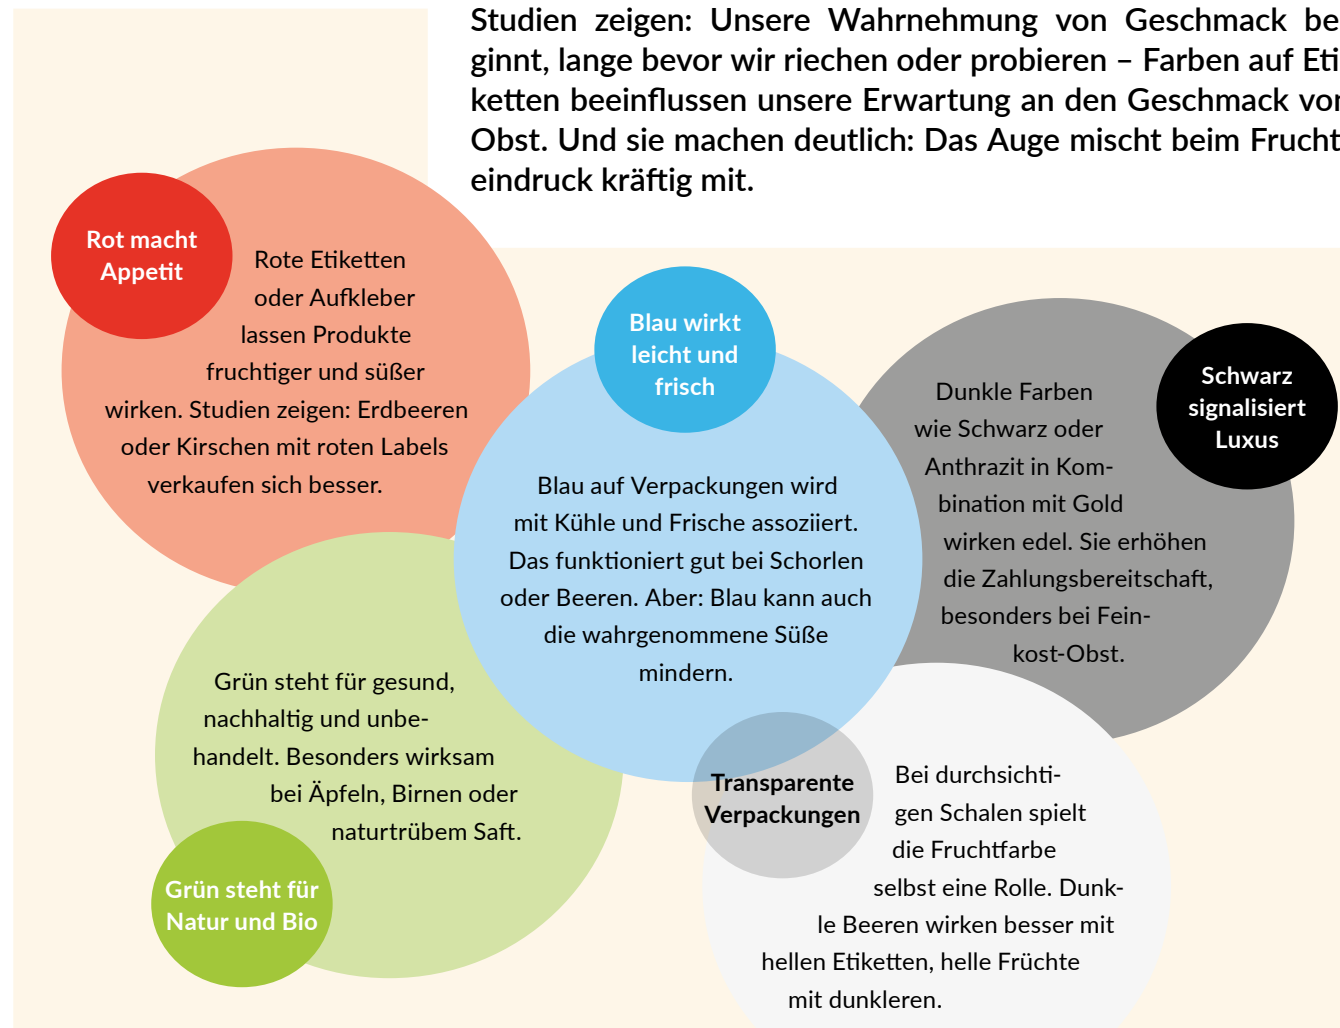 Studien zeigen: Unsere Wahrnehmung von Geschmack be
ginnt, lange bevor wir riechen oder probieren – Farben auf Eti
ketten beeinflussen unsere Erwartung an den Geschmack von
Obst. Und sie machen deutlich: Das Auge mischt beim Frucht
eindruck kräftig mit.
Rot macht
Appetit
Rote Etiketten
oder Aufkleber
lassen Produkte
fruchtiger und süßer
wirken. Studien zeigen: Erdbeeren
oder Kirschen mit roten Labels
verkaufen sich besser.
Blau wirkt
leicht und
frisch
Blau auf Verpackungen wird
mit Kühle und Frische assoziiert.
Das funktioniert gut bei Schorlen
oder Beeren. Aber: Blau kann auch
die wahrgenommene Süße
mindern.
Schwarz
signalisiert
Luxus
Dunkle Farben
wie Schwarz oder
Anthrazit in Kom-
bination mit Gold
wirken edel. Sie erhöhen
die Zahlungsbereitschaft,
besonders bei Fein-
kost-Obst.
Grün steht für gesund,
nachhaltig und unbe-
handelt. Besonders wirksam
bei Äpfeln, Birnen oder
naturtrübem Saft.
Grün steht für
Natur und Bio
Transparente
Verpackungen
Bei durchsichti-
gen Schalen spielt
die Fruchtfarbe
selbst eine Rolle. Dunk-
le Beeren wirken besser mit
hellen Etiketten, helle Früchte
mit dunkleren.